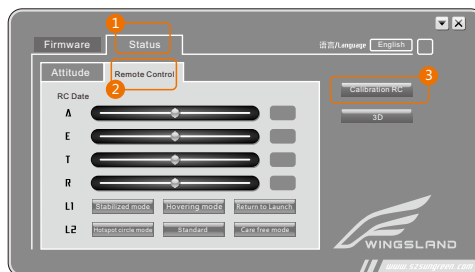 1
Firmware
Status
语言/Language
English
Attitude
Remote Control
2
3
RC Date
Calibration RC
A
3D
E
T
R
L1
Stabilized mode
Hovering mode
Return to Launch
L2
Hotspot circle mode
Standard
Care free mode
WINGSLAND
www.szsungreen.com